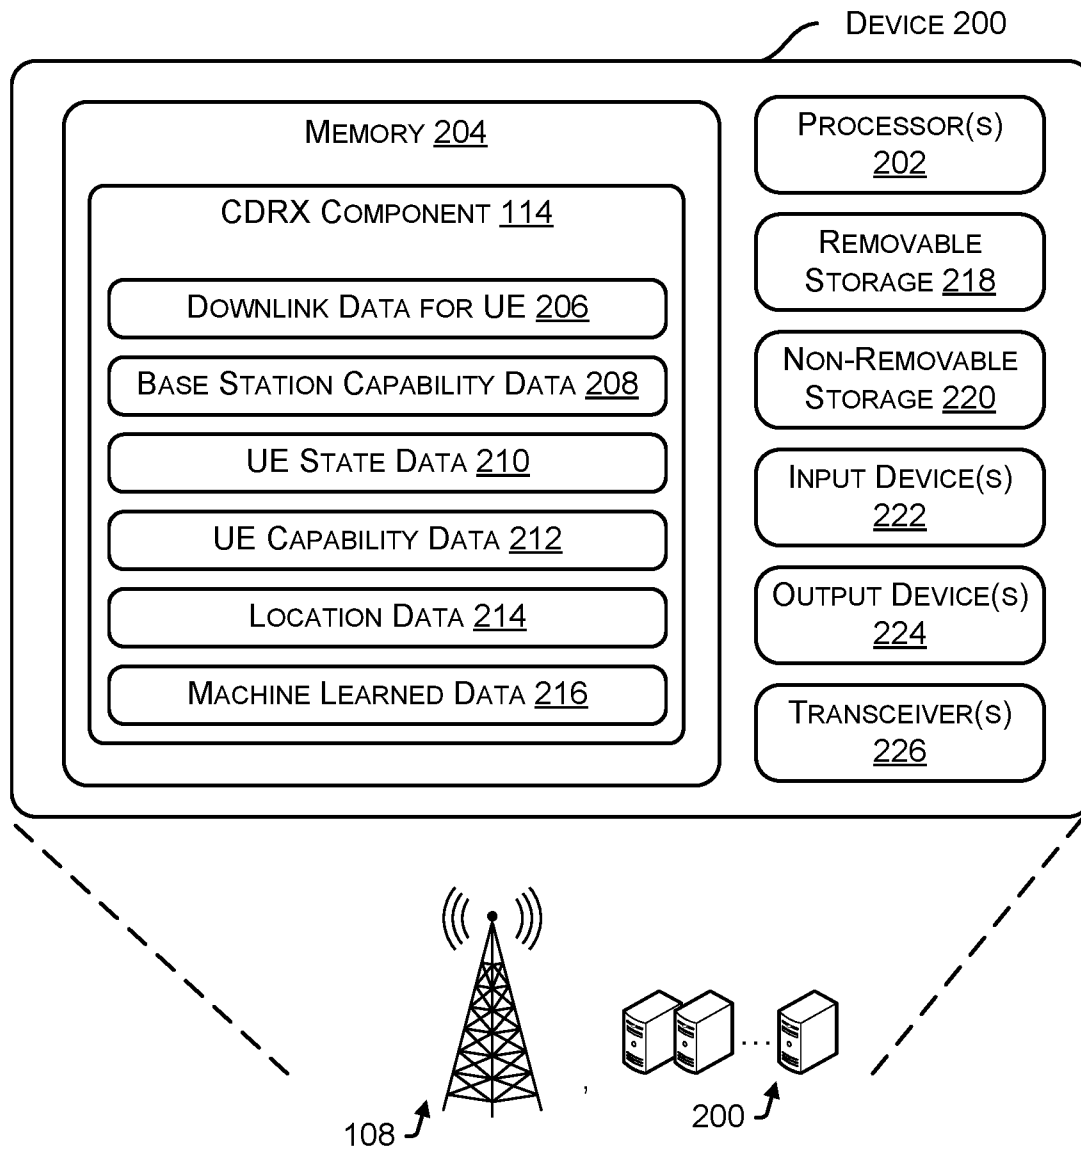 DEVICE 200
MEMORY 204
CDRX COMPONENT 114
DOWNLINK DATA FOR UE 206
BASE STATION CAPABILITY DATA 208
UE STATE DATA 210
UE CAPABILITY DATA 212
LOCATION DATA 214
MACHINE LEARNED DATA 216
PROCESSOR(S)
202
REMOVABLE
STORAGE 218
NON-REMOVABLE
STORAGE 220
INPUT DEVICE(S)
222
OUTPUT DEVICE(S)
224
TRANSCEIVER(S)
226
, ...
108
200